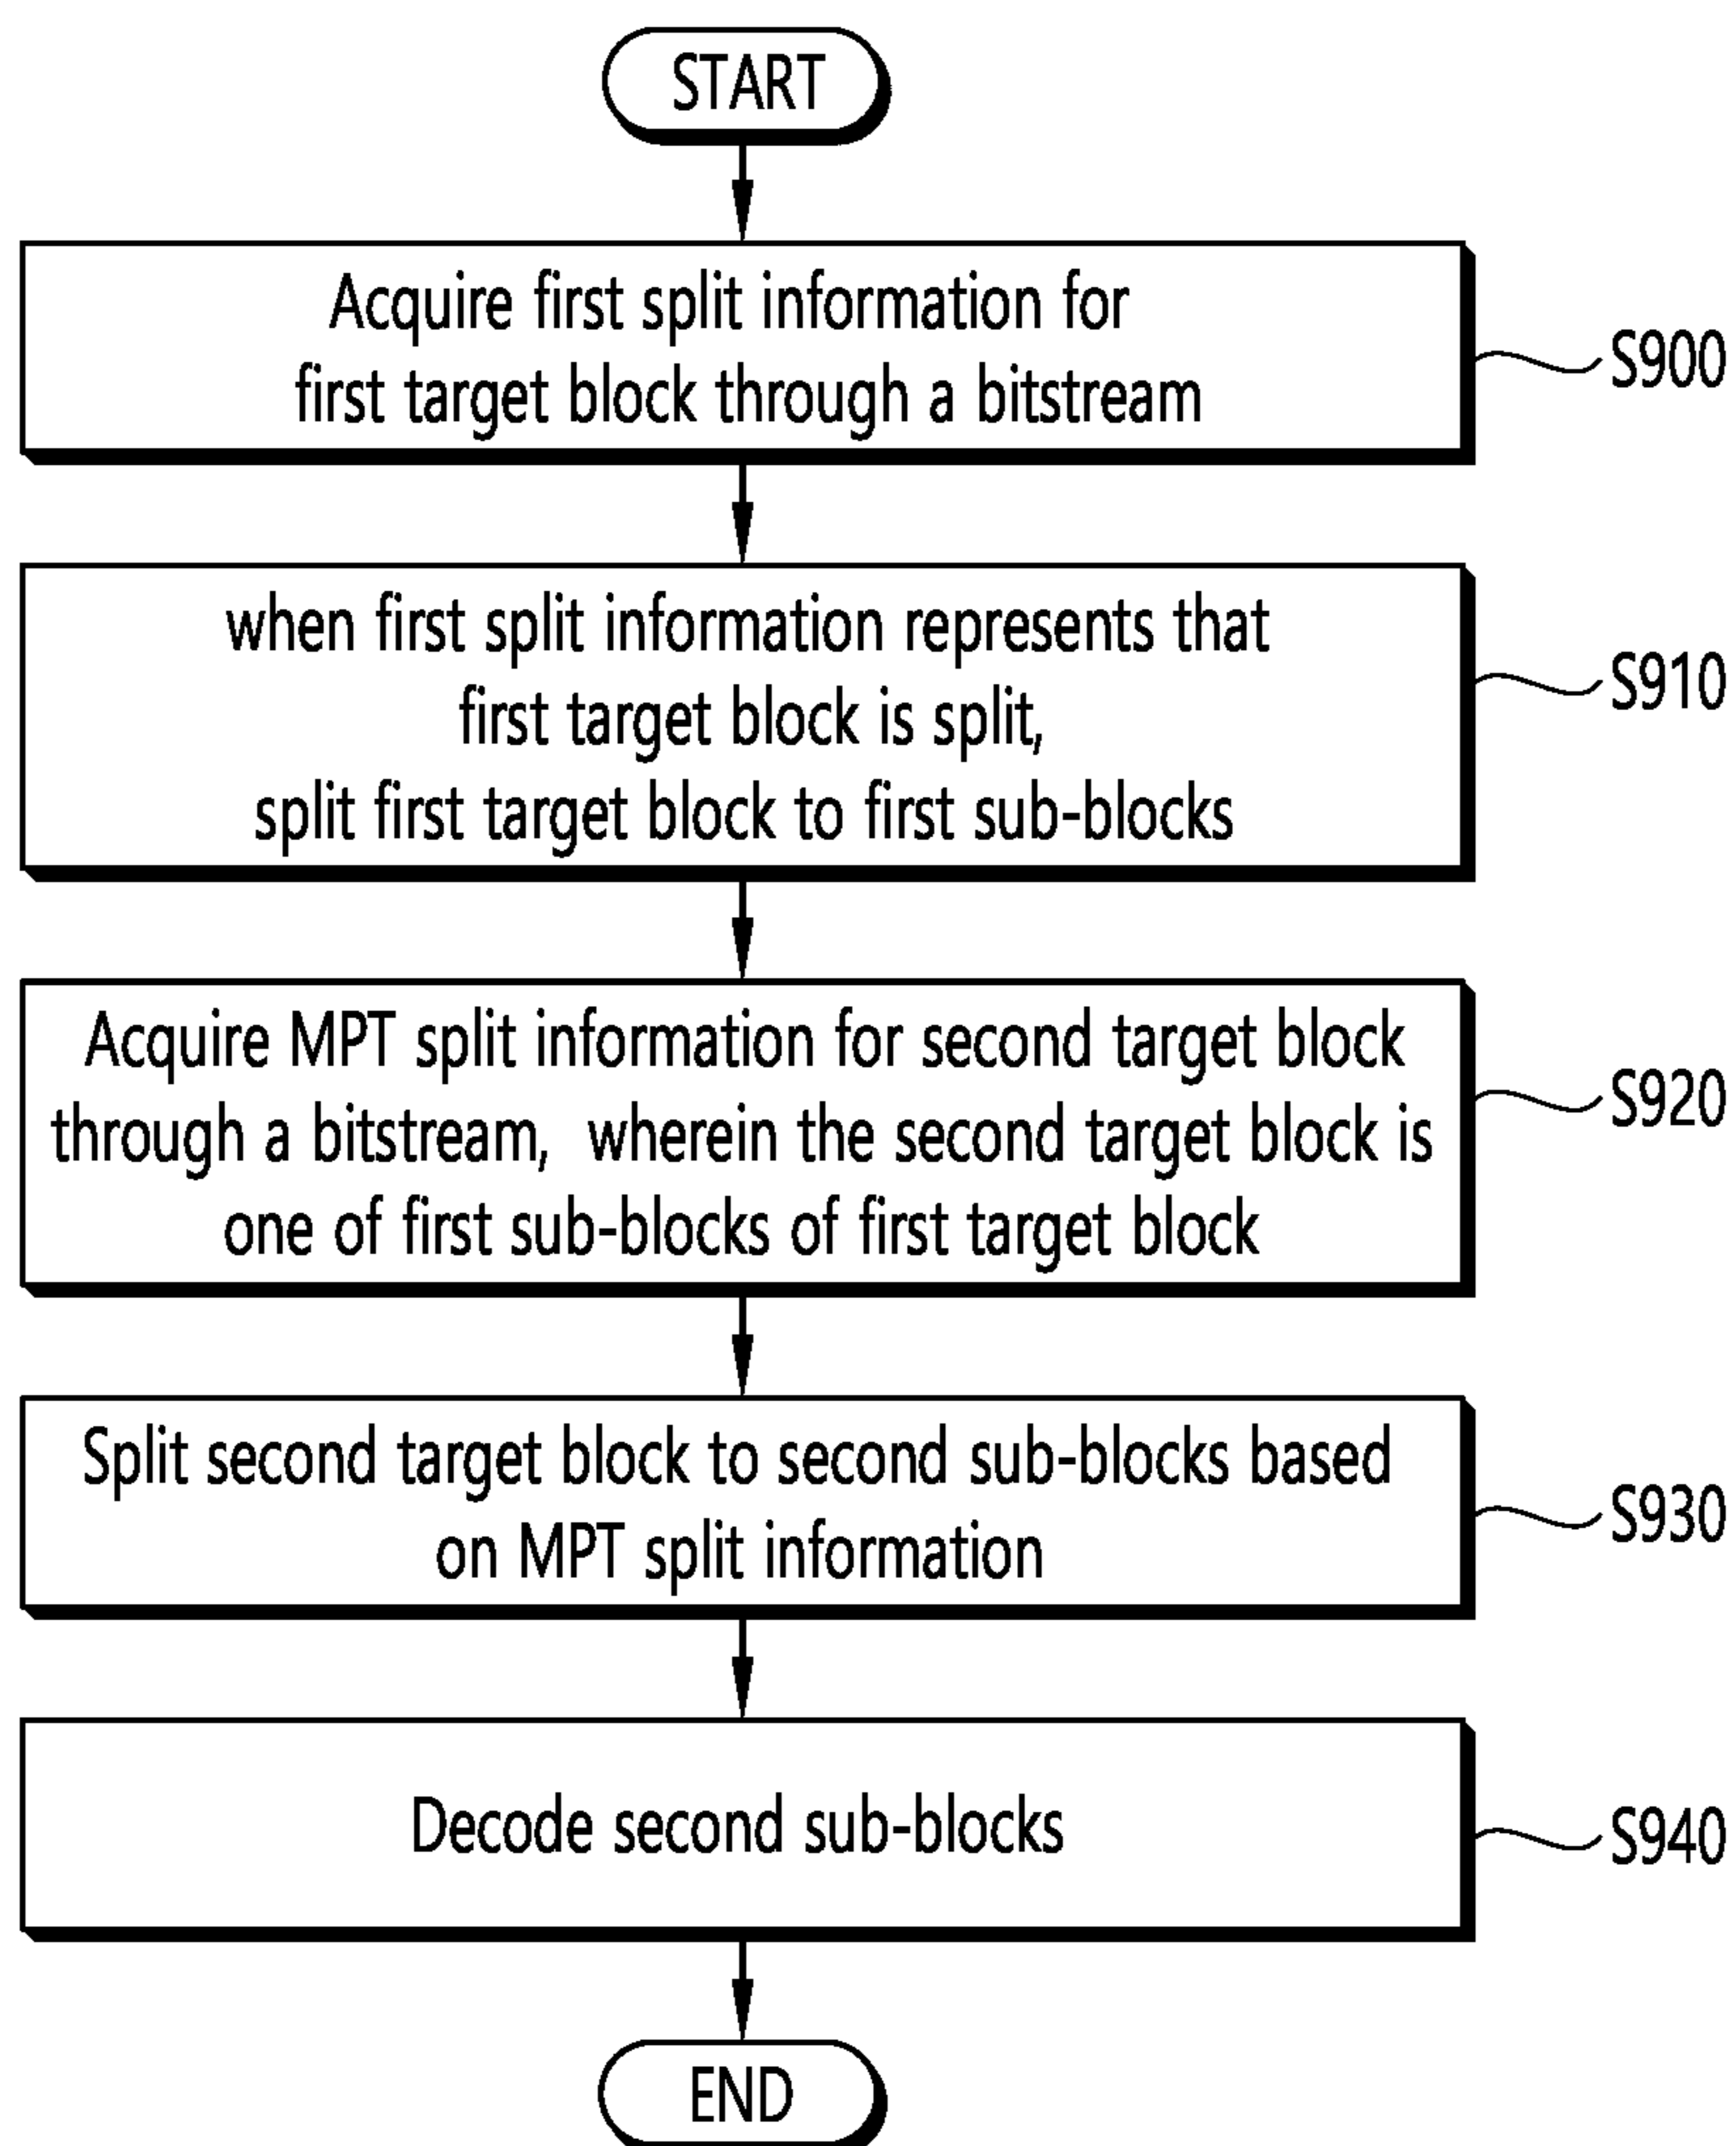 START
Acquire first split information for
first target block through a bitstream
S900
when first split information represents that
first target block is split,
split first target block to first sub-blocks
S910
Acquire MPT split information for second target block
through a bitstream, wherein the second target block is
one of first sub-blocks of first target block
S920
Split second target block to second sub-blocks based
on MPT split information
S930
Decode second sub-blocks
S940
END